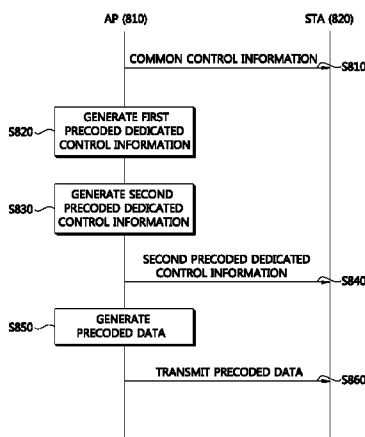 AP (810)
STA (820)
COMMON CONTROL INFORMATION
S810
S820
GENERATE FIRST
PRECODED DEDICATED
CONTROL INFORMATION
S830
GENERATE SECOND
PRECODED DEDICATED
CONTROL INFORMATION
SECOND PRECODED DEDICATED
CONTROL INFORMATION
S840
S850
GENERATE
PRECODED DATA
TRANSMIT PRECODED DATA
S860